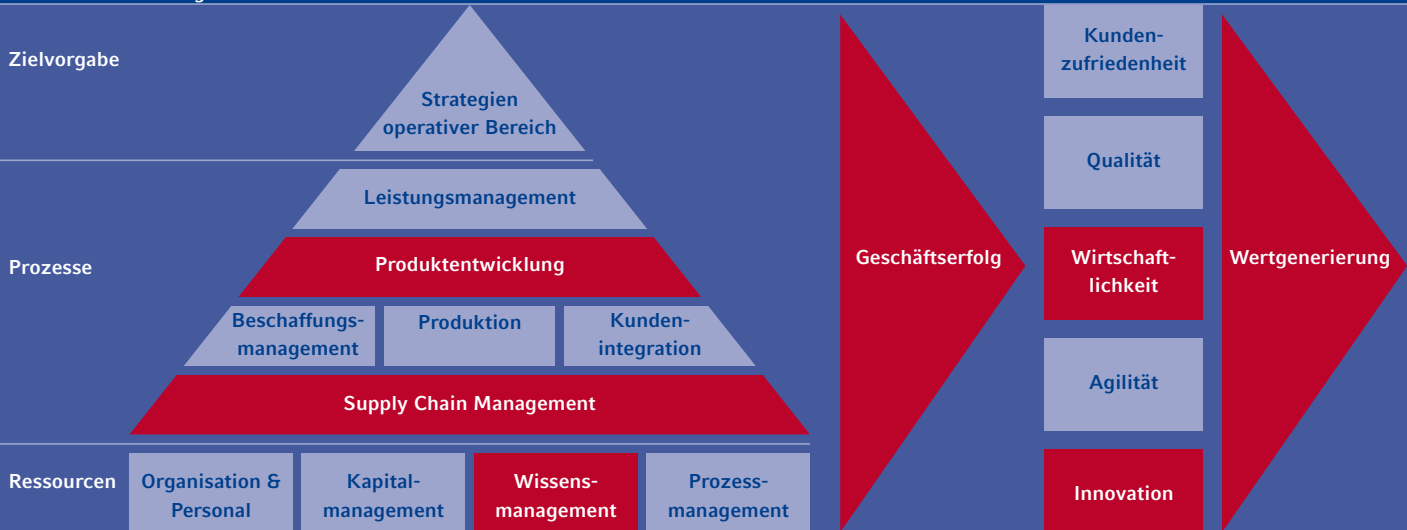 Zielvorgabe
Strategien
operativer Bereich
Leistungsmanagement
Prozesse
Produktentwicklung
Beschaffungs-
management
Produktion
Kunden-
integration
Supply Chain Management
Ressourcen
Organisation &
Personal
Kapital-
management
Wissens-
management
Prozess-
management
Geschäftserfolg
Kunden-
zufriedenheit
Qualität
Wirtschaft-
lichkeit
Agilität
Innovation
Wertgenerierung